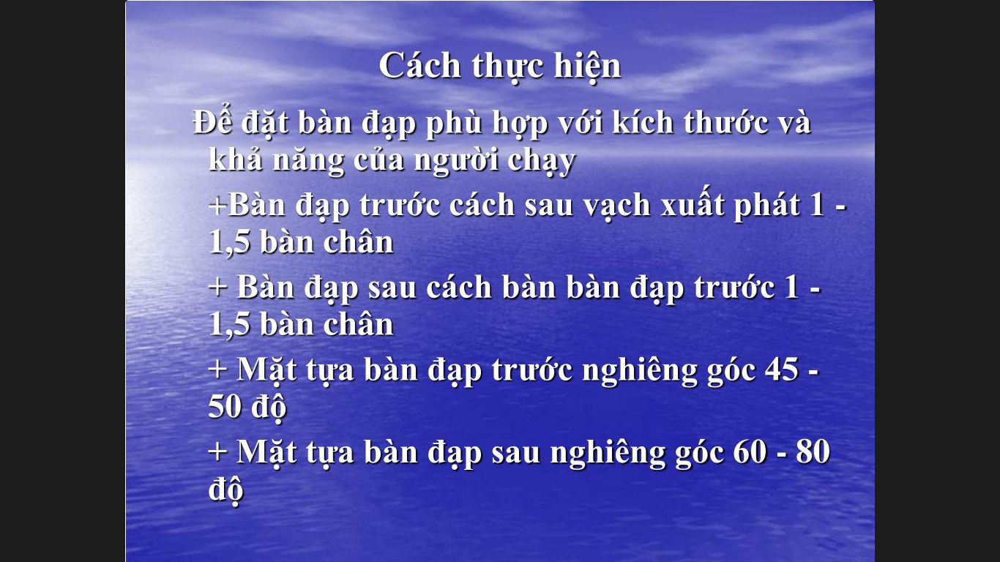 Cách thực hiện
Để đặt bàn đạp phù hợp với kích thước và
khả năng của người chạy
+Bàn đạp trước cách sau vạch xuất phát 1 -
1,5 bàn chân
+ Bàn đạp sau cách bàn bàn đạp trước 1 -
1,5 bàn chân
+ Mặt tựa bàn đạp trước nghiêng góc 45 -
50 độ
+ Mặt tựa bàn đạp sau nghiêng góc 60 - 80
độ